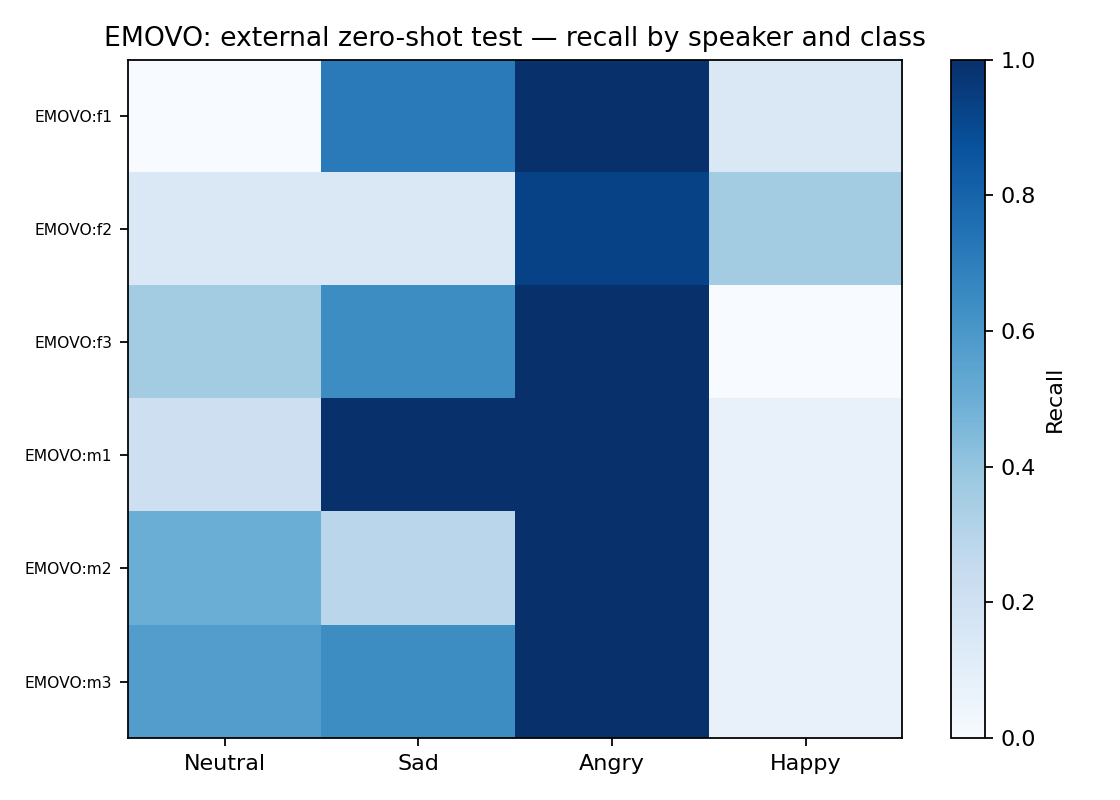 EMOVO: external zero-shot test — recall by speaker and class
EMOVO:f1
EMOVO:f2
EMOVO:f3
EMOVO:m1
EMOVO:m2
EMOVO:m3
Neutral Sad Angry Happy
1.0
0.8
0.6
0.4
0.2
0.0
Recall